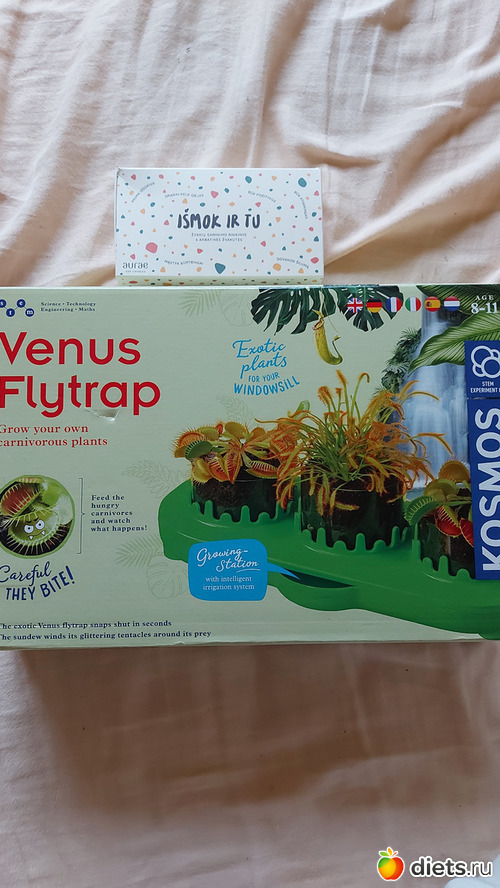 IŠMOK IR TU
aurae
s e m
Science • Technology
Engineering • Maths
AGE
8-11
Venus
Flytrap
Exotic
plants
FOR YOUR
WINDOWSILL
STEM
EXPERIMENT
KOSMOS
Grow your own
carnivorous plants
Feed the
hungry
carnivores
and watch
what happens!
Careful
THEY BITE!
Growing-
Station
with intelligent
irrigation system
The exotic Venus flytrap snaps shut in seconds
The sundew winds its glittering tentacles around its prey
diets.ru